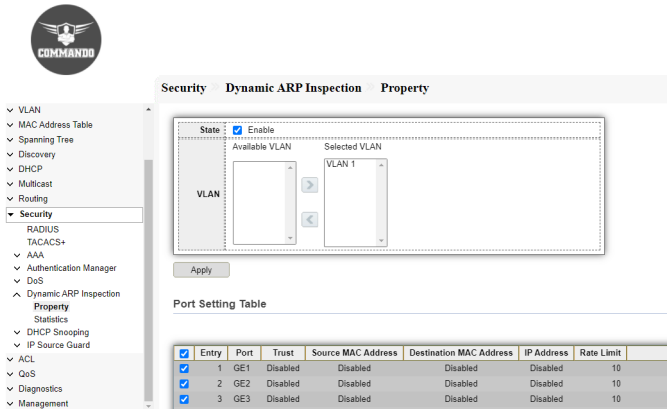 COMMANDO
Security Dynamic ARP Inspection Property
VLAN
MAC Address Table
Spanning Tree
Discovery
DHCP
Multicast
Routing
Security
RADIUS
TACACS+
AAA
Authentication Manager
DoS
Dynamic ARP Inspection
Property
Statistics
DHCP Snooping
IP Source Guard
ACL
QoS
Diagnostics
Management
State Enable
Available VLAN Selected VLAN
VLAN 1
VLAN
Apply
Port Setting Table
Entry Port Trust Source MAC Address Destination MAC Address IP Address Rate Limit
1 GE1 Disabled Disabled Disabled Disabled 10
2 GE2 Disabled Disabled Disabled Disabled 10
3 GE3 Disabled Disabled Disabled Disabled 10